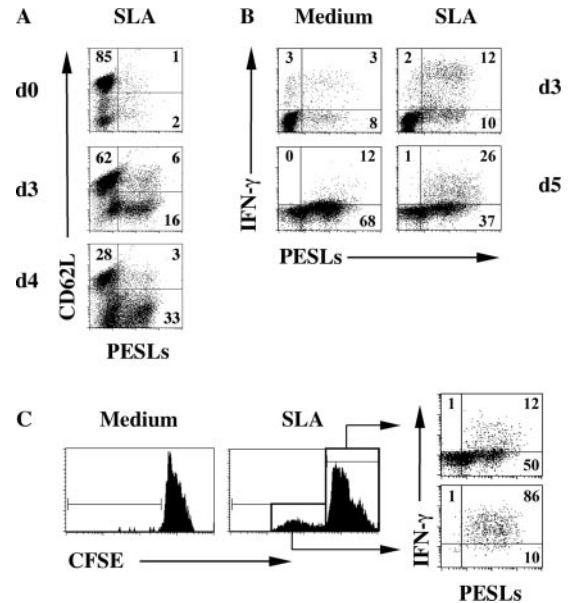 A SLA
85 1
2
d0
62 6
16
d3
28 3
33
d4
CD62L
PESLs
B Medium SLA
3 3
8
2 12
10
d3
0 12
68
1 26
37
d5
IFN-γ
PESLs
C Medium SLA
CFSE
1 12
50
1 86
10
IFN-γ
PESLs